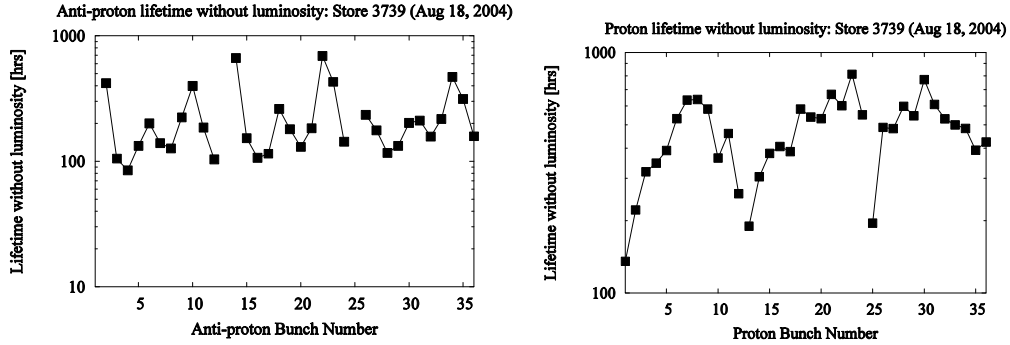 Anti-proton lifetime without luminosity: Store 3739 (Aug 18, 2004)
Lifetime without luminosity [hrs]
1000
100
10
5 10 15 20 25 30 35
Anti-proton Bunch Number
Proton lifetime without luminosity: Store 3739 (Aug 18, 2004)
Lifetime without luminosity [hrs]
1000
100
5 10 15 20 25 30 35
Proton Bunch Number